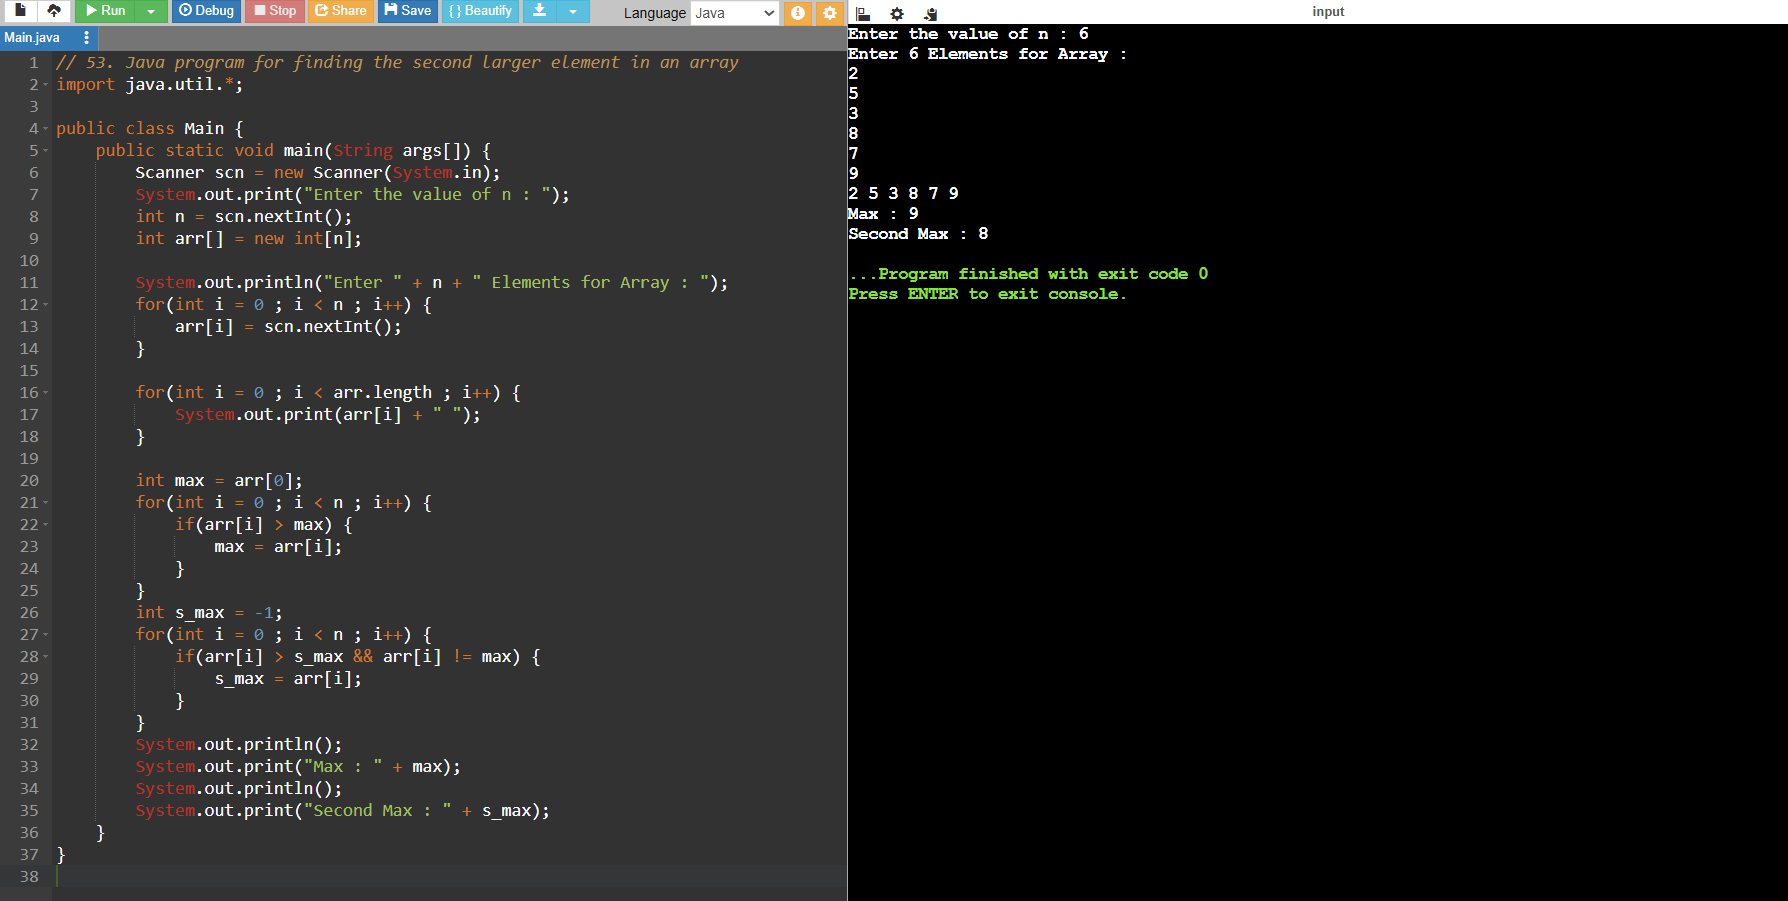 Run Debug Stop Share Save { } Beautify Language Java
Main.java
1 // 53. Java program for finding the second larger element in an array
2 import java.util.*;
3
4 public class Main {
5     public static void main(String args[]) {
6         Scanner scn = new Scanner(System.in);
7         System.out.print("Enter the value of n : ");
8         int n = scn.nextInt();
9         int arr[] = new int[n];
10
11         System.out.println("Enter " + n + " Elements for Array : ");
12         for(int i = 0 ; i < n ; i++) {
13             arr[i] = scn.nextInt();
14         }
15
16         for(int i = 0 ; i < arr.length ; i++) {
17             System.out.print(arr[i] + " ");
18         }
19
20         int max = arr[0];
21         for(int i = 0 ; i < n ; i++) {
22             if(arr[i] > max) {
23                 max = arr[i];
24             }
25         }
26         int s_max = -1;
27         for(int i = 0 ; i < n ; i++) {
28             if(arr[i] > s_max && arr[i] != max) {
29                 s_max = arr[i];
30             }
31         }
32         System.out.println();
33         System.out.print("Max : " + max);
34         System.out.println();
35         System.out.print("Second Max : " + s_max);
36     }
37 }
38
input
Enter the value of n : 6
Enter 6 Elements for Array :
2
5
3
8
7
9
2 5 3 8 7 9
Max : 9
Second Max : 8
...Program finished with exit code 0
Press ENTER to exit console.